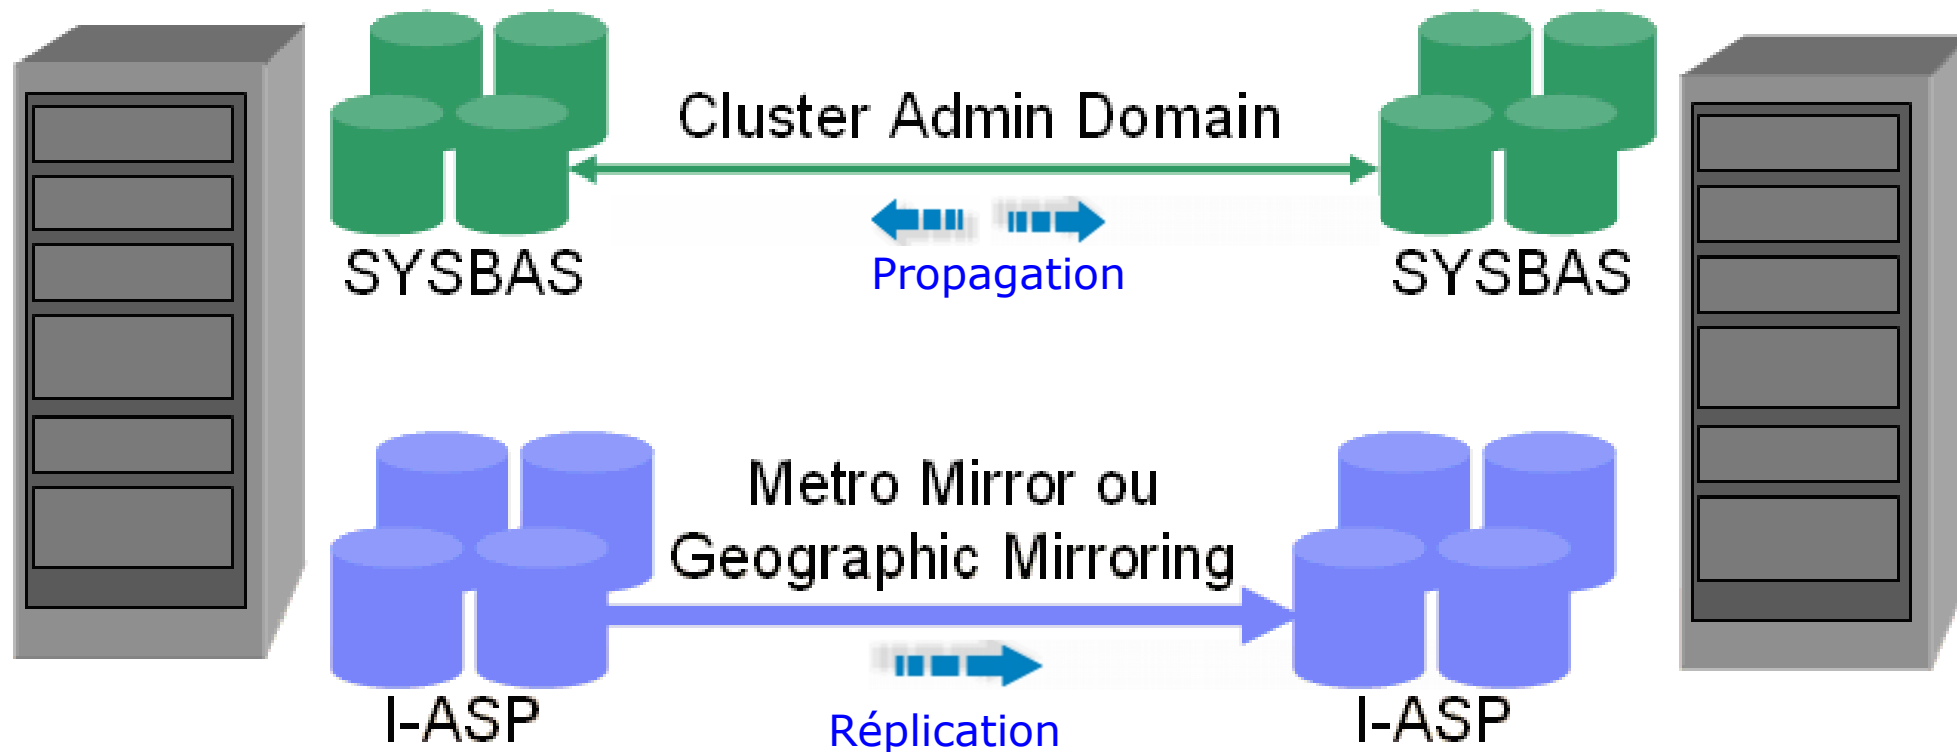 Cluster Admin Domain
SYSBAS
Propagation
SYSBAS
Metro Mirror ou
Geographic Mirroring
I-ASP
Réplication
I-ASP